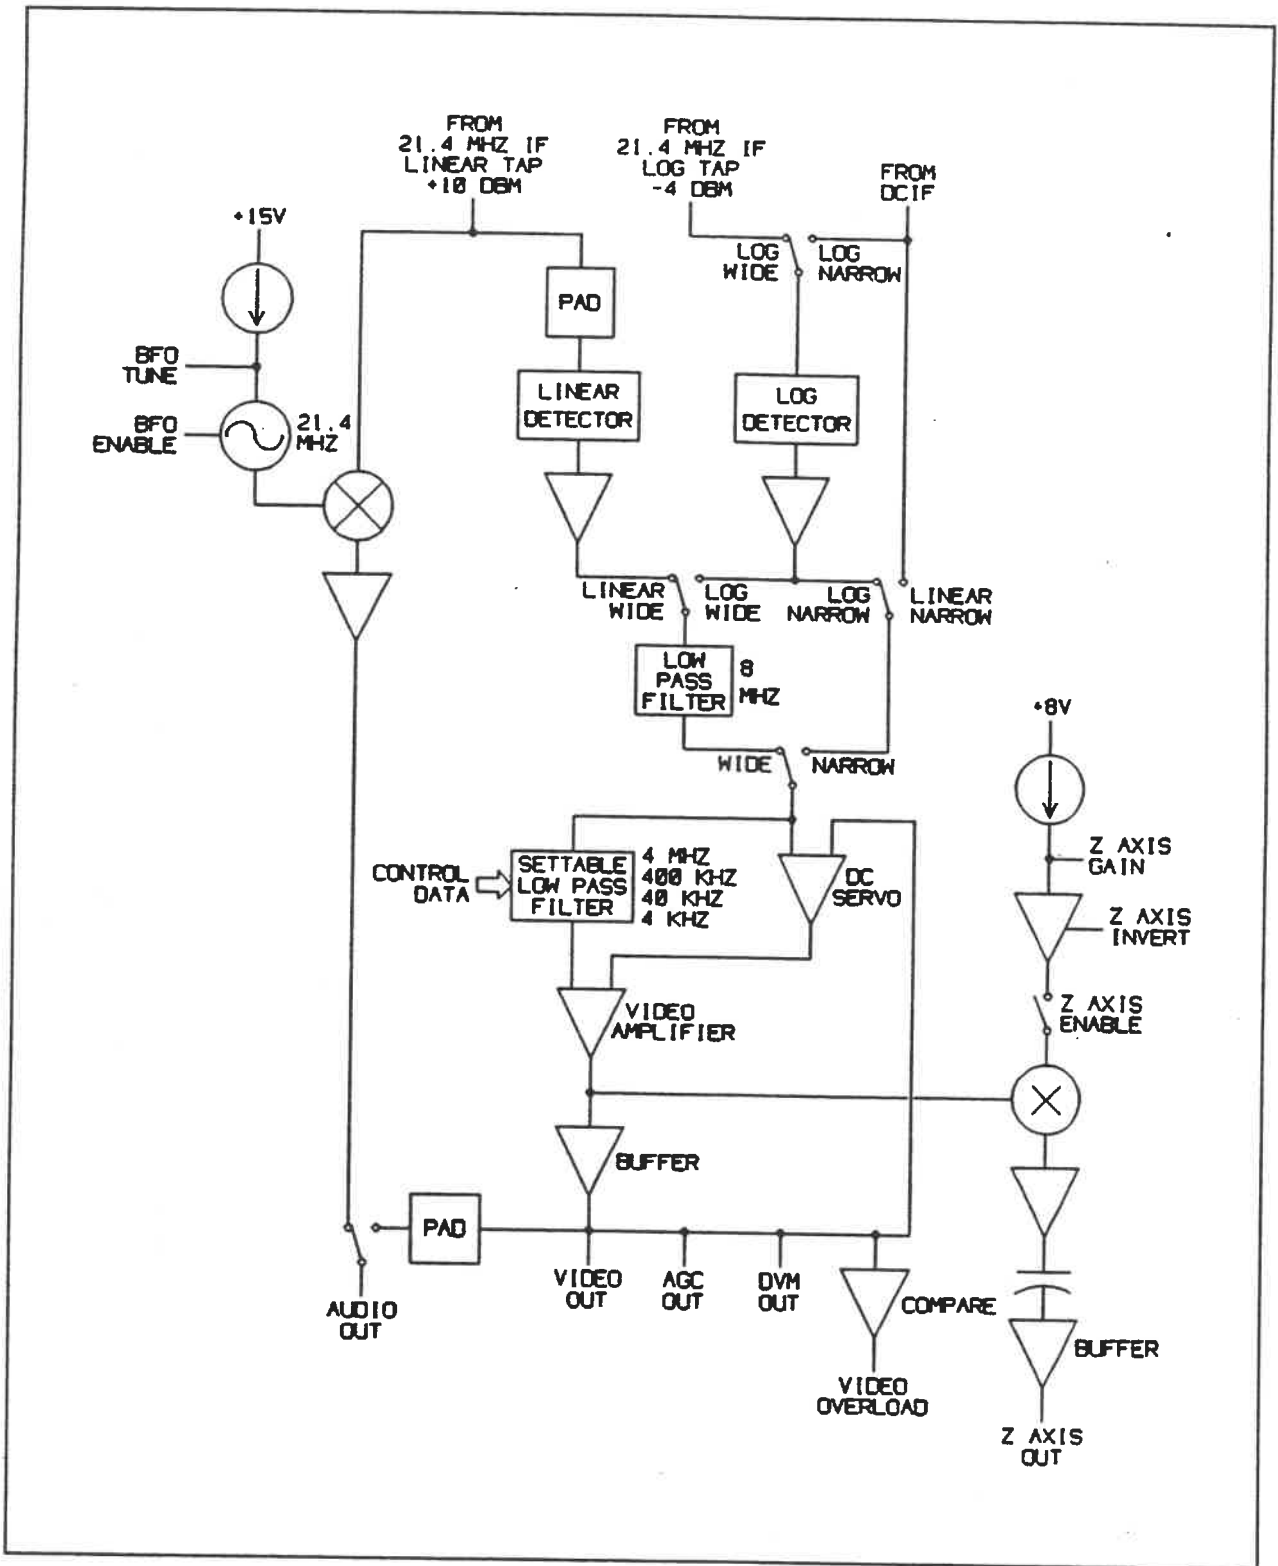 FROM
21.4 MHZ IF
LINEAR TAP
+10 DBM
FROM
21.4 MHZ IF
LOG TAP
-4 DBM
FROM
DCIF
+15V
LOG
WIDE
LOG
NARROW
PAD
BFO
TUNE
LINEAR
DETECTOR
LOG
DETECTOR
BFO
ENABLE
21.4
MHZ
LINEAR
WIDE
LOG
WIDE
LOG
NARROW
LINEAR
NARROW
LOW
PASS
FILTER
8
MHZ
+8V
WIDE
NARROW
CONTROL
DATA
SETTABLE
LOW PASS
FILTER
4 MHZ
400 KHZ
40 KHZ
4 KHZ
DC
SERVO
Z AXIS
GAIN
Z AXIS
INVERT
VIDEO
AMPLIFIER
Z AXIS
ENABLE
BUFFER
PAD
AUDIO
OUT
VIDEO
OUT
AGC
OUT
DVM
OUT
COMPARE
BUFFER
VIDEO
OVERLOAD
Z AXIS
OUT